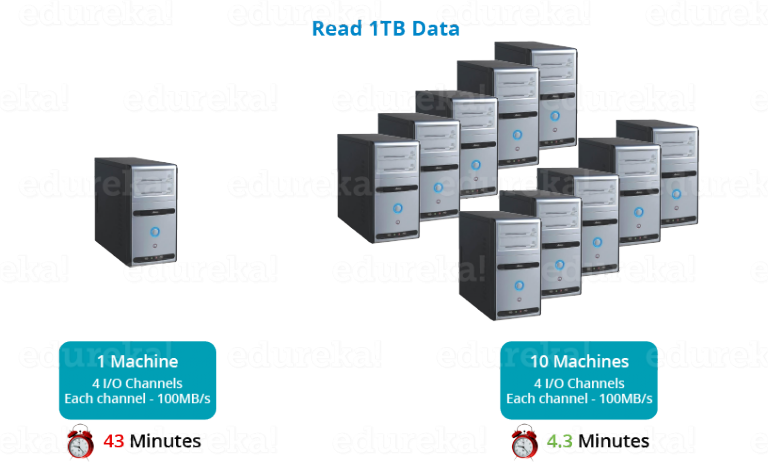 Read 1TB Data
edureka!
1 Machine
4 I/O Channels
Each channel - 100MB/s
43 Minutes
10 Machines
4 I/O Channels
Each channel - 100MB/s
4.3 Minutes